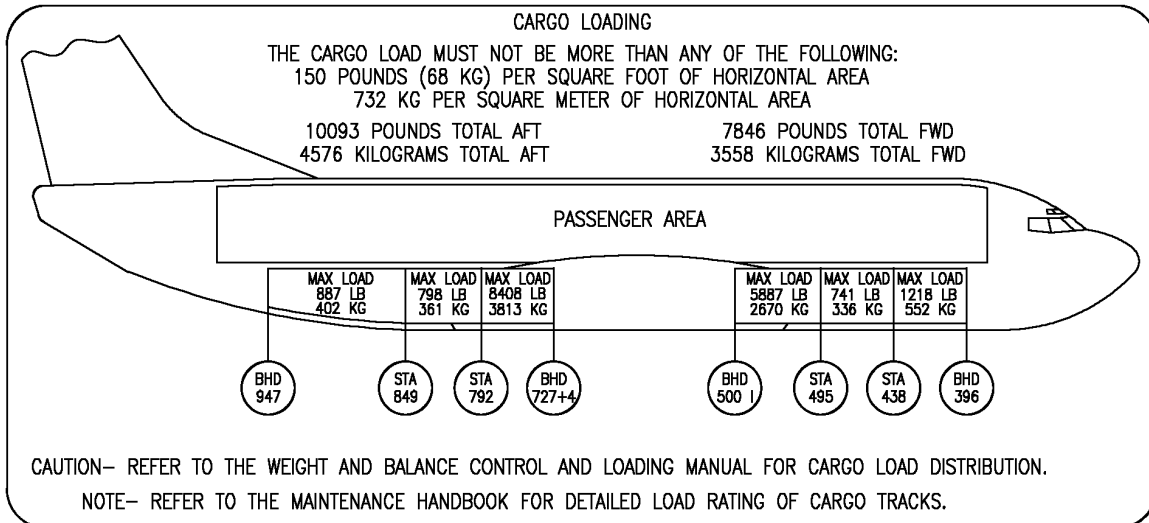 CARGO LOADING
THE CARGO LOAD MUST NOT BE MORE THAN ANY OF THE FOLLOWING:
150 POUNDS (68 KG) PER SQUARE FOOT OF HORIZONTAL AREA
732 KG PER SQUARE METER OF HORIZONTAL AREA
10093 POUNDS TOTAL AFT
4576 KILOGRAMS TOTAL AFT
7846 POUNDS TOTAL FWD
3558 KILOGRAMS TOTAL FWD
PASSENGER AREA
MAX LOAD
887 LB
402 KG
MAX LOAD
798 LB
361 KG
MAX LOAD
8408 LB
3813 KG
MAX LOAD
5887 LB
2670 KG
MAX LOAD
741 LB
336 KG
MAX LOAD
1218 LB
552 KG
BHD
947
STA
849
STA
792
BHD
727+4
BHD
500 I
STA
495
STA
438
BHD
396
CAUTION– REFER TO THE WEIGHT AND BALANCE CONTROL AND LOADING MANUAL FOR CARGO LOAD DISTRIBUTION.
NOTE– REFER TO THE MAINTENANCE HANDBOOK FOR DETAILED LOAD RATING OF CARGO TRACKS.